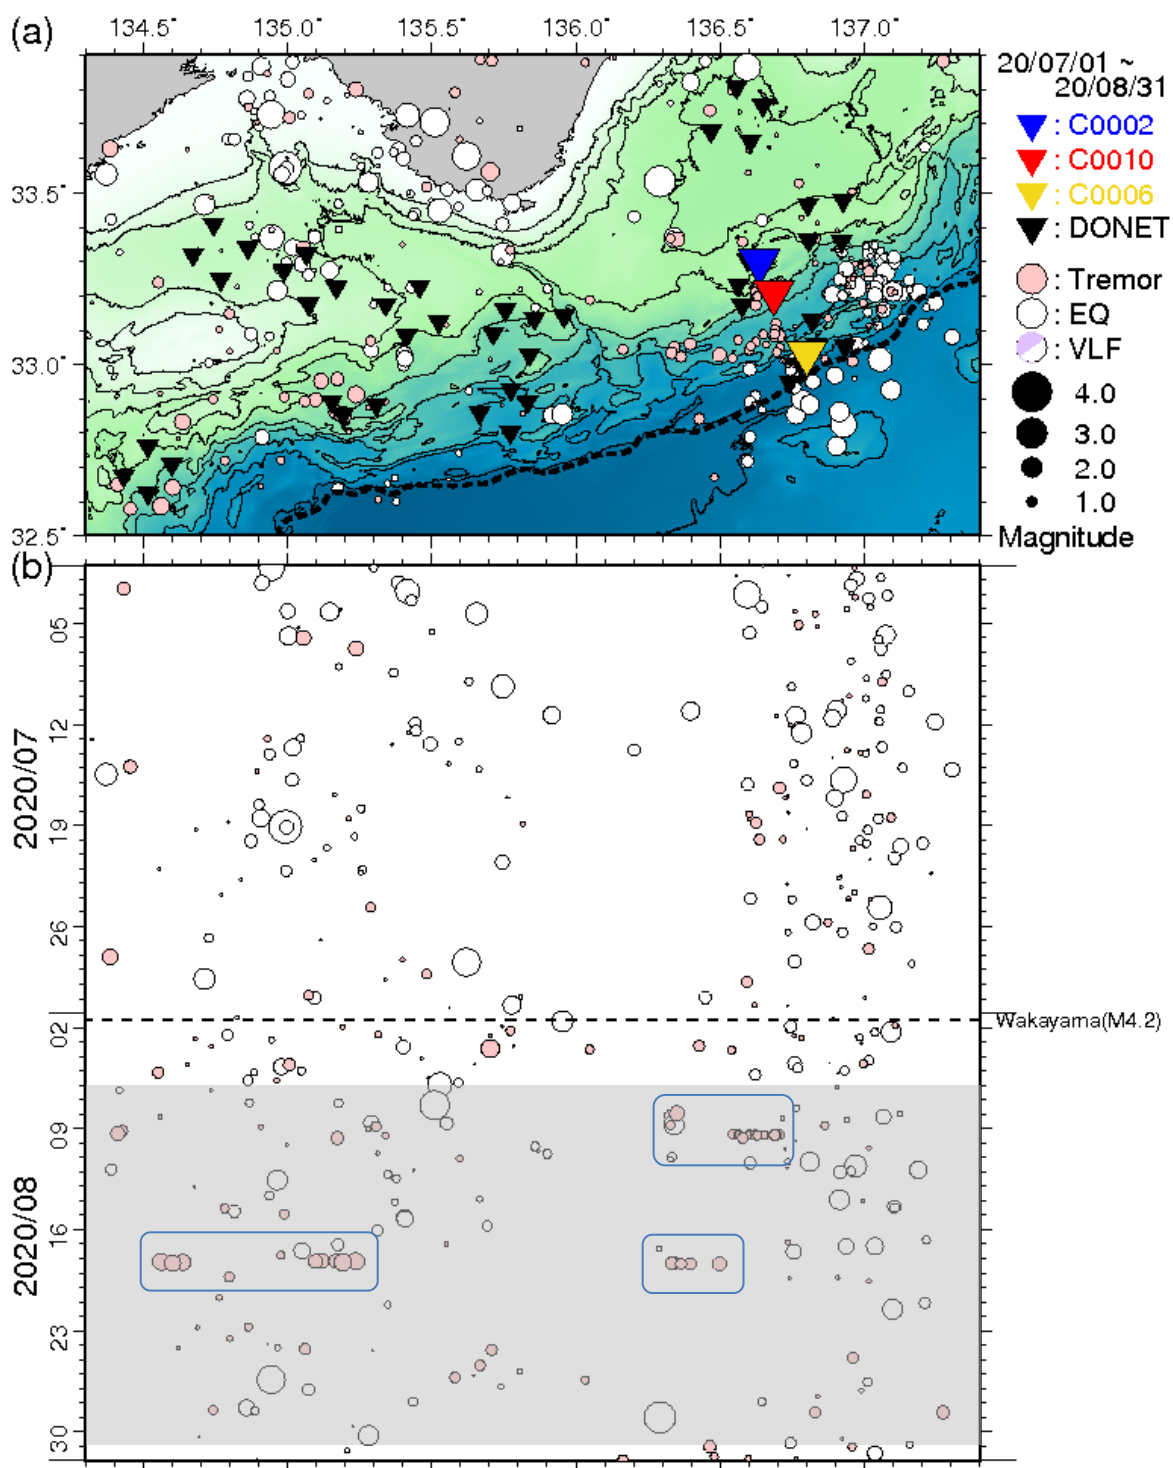 (a)
134.5° 135.0° 135.5° 136.0° 136.5° 137.0°
20/07/01 ~
20/08/31
: C0002
: C0010
: C0006
: DONET
: Tremor
: EQ
: VLF
4.0
3.0
2.0
1.0
Magnitude
33.5°
33.0°
32.5°
(b)
2020/07
05
12
19
26
Wakayama(M4.2)
2020/08
02
09
16
23
30